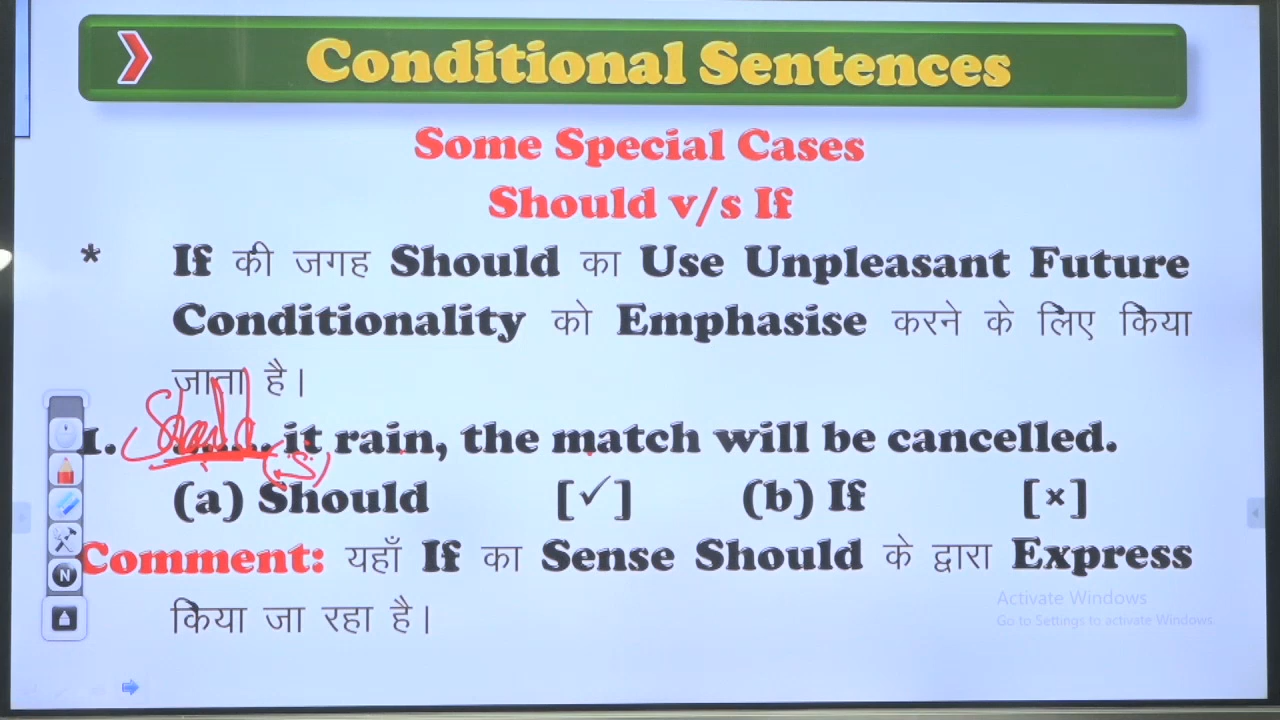 Conditional Sentences
Some Special Cases
Should v/s If
* If की जगह Should का Use Unpleasant Future
Conditionality को Emphasise करने के लिए किया
जाता है।
1. Should it rain, the match will be cancelled.
(s)
(a) Should [✓] (b) If [×]
Comment: यहाँ If का Sense Should के द्वारा Express
किया जा रहा है।
Activate Windows
Go to Settings to activate Windows.
N